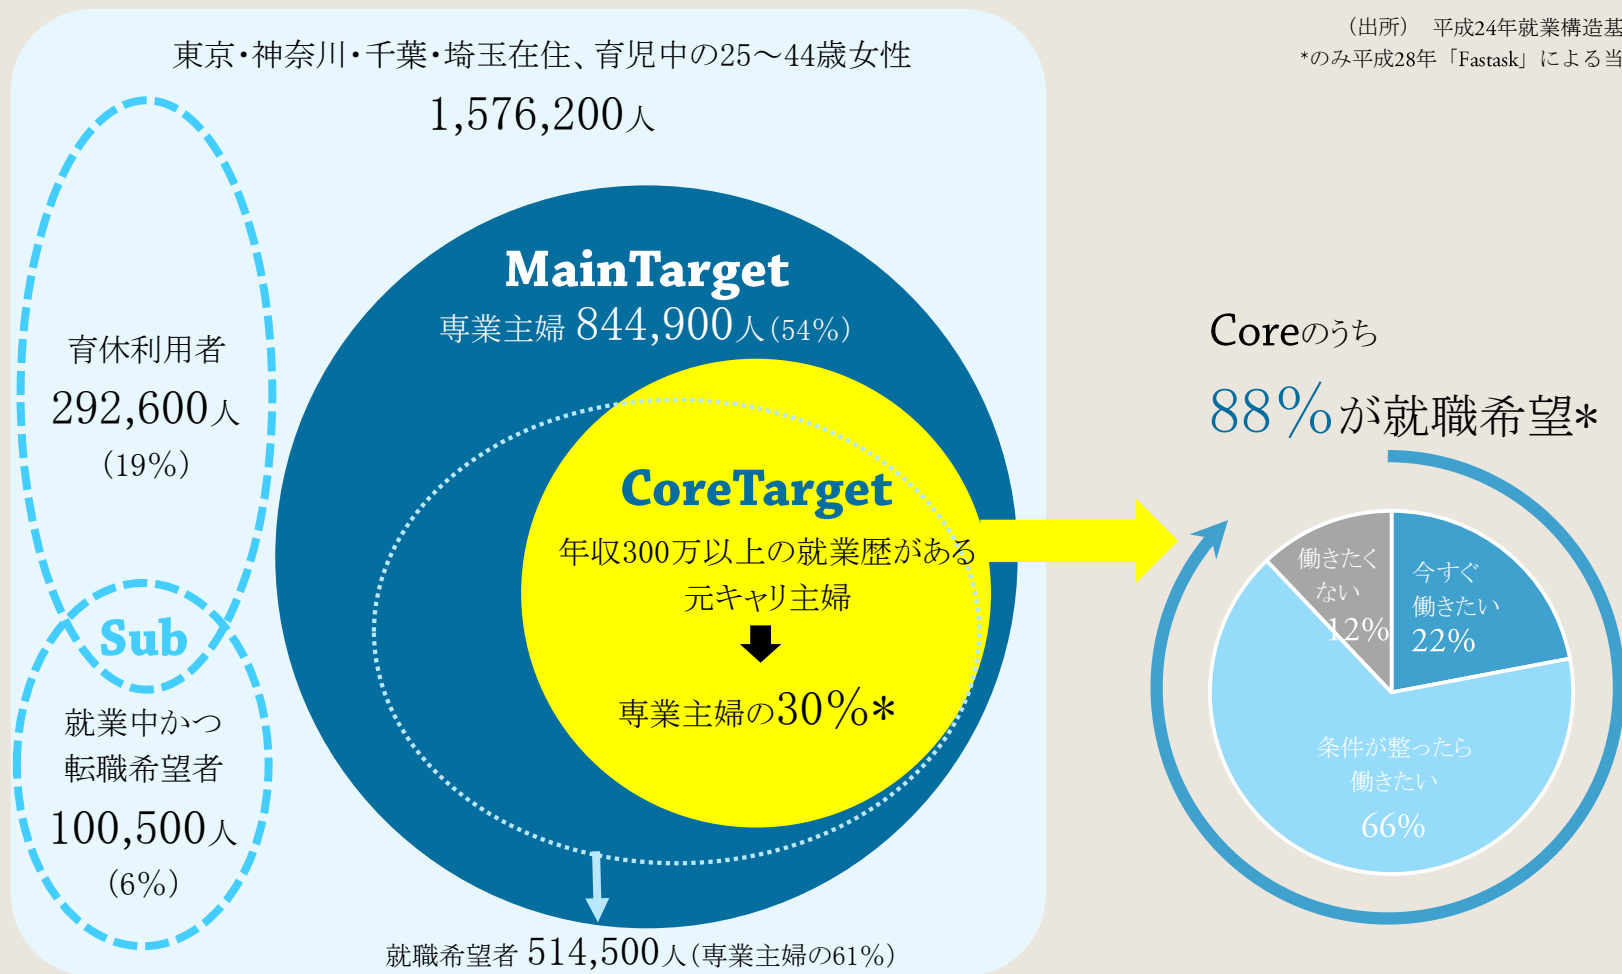 東京・神奈川・千葉・埼玉在住、育児中の25～44歳女性
1,576,200人
（出所）　平成24年就業構造基
*のみ平成28年「Fastask」による当
MainTarget
専業主婦 844,900人（54%）
育休利用者
292,600人
（19%）
Sub
就業中かつ
転職希望者
100,500人
（6%）
CoreTarget
年収300万以上の就業歴がある
元キャリ主婦
専業主婦の30%*
就職希望者 514,500人（専業主婦の61%）
Coreのうち
88%が就職希望*
働きたく
ない
12%
今すぐ
働きたい
22%
条件が整ったら
働きたい
66%